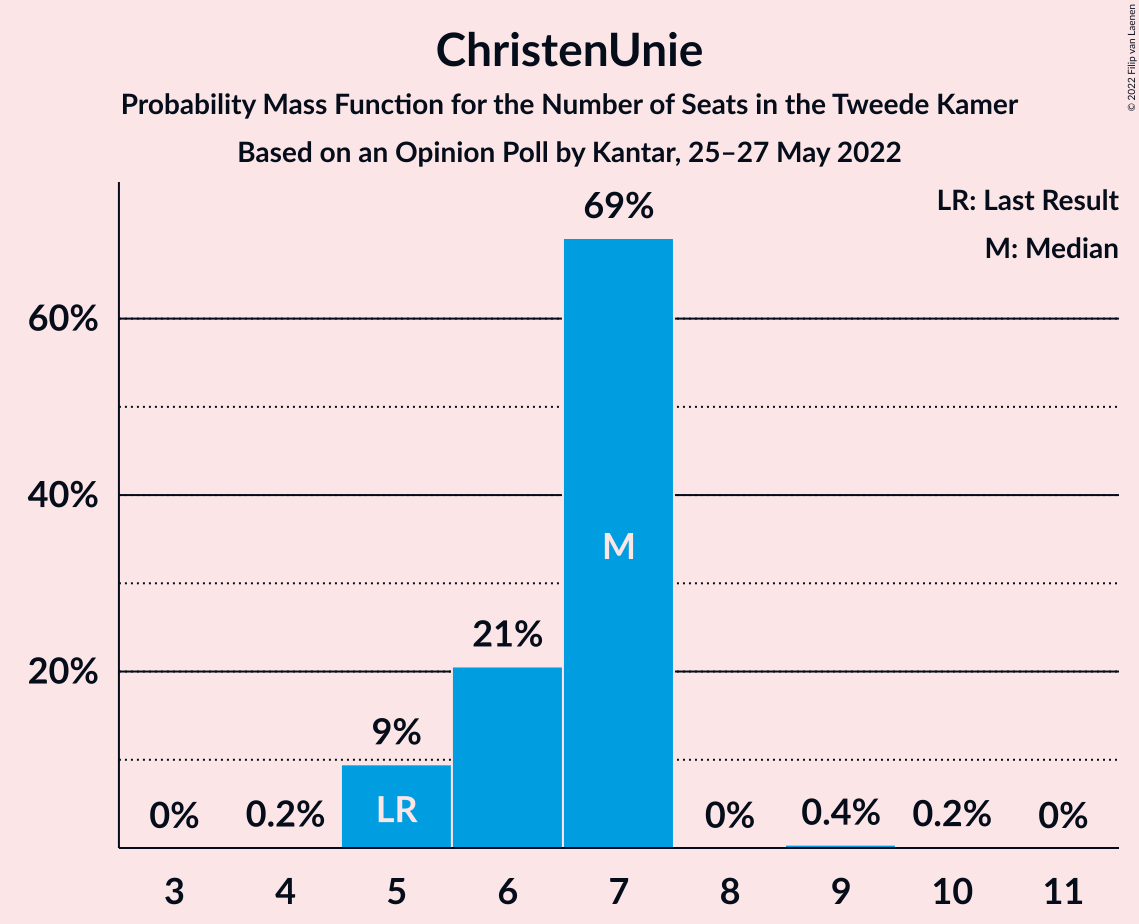 ChristenUnie
Probability Mass Function for the Number of Seats in the Tweede Kamer
Based on an Opinion Poll by Kantar, 25–27 May 2022
© 2022 Filip van Laenen
LR: Last Result
M: Median
60%
40%
20%
0%
0.2%
9%
21%
69%
0%
0.4%
0.2%
0%
LR
M
3 4 5 6 7 8 9 10 11